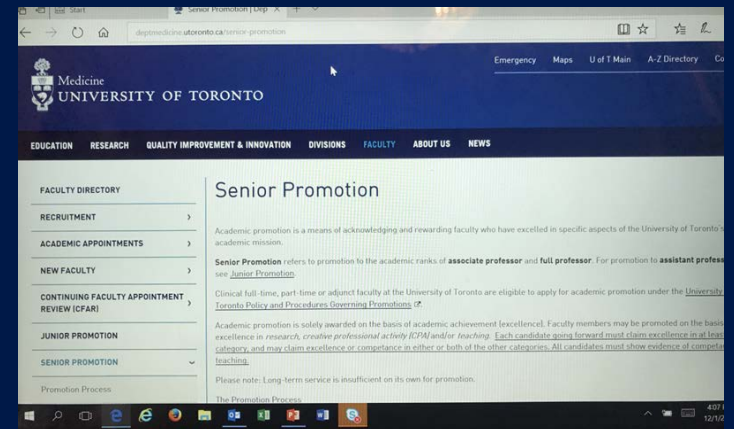 Start
Senior Promotion | Dep
deptmedicine.utoronto.ca/senior-promotion
Emergency Maps U of T Main A-Z Directory
Medicine
UNIVERSITY OF TORONTO
EDUCATION RESEARCH QUALITY IMPROVEMENT & INNOVATION DIVISIONS FACULTY ABOUT US NEWS
FACULTY DIRECTORY
RECRUITMENT
ACADEMIC APPOINTMENTS
NEW FACULTY
CONTINUING FACULTY APPOINTMENT
REVIEW (CFAR)
JUNIOR PROMOTION
SENIOR PROMOTION
Promotion Process
Senior Promotion
Academic promotion is a means of acknowledging and rewarding faculty who have excelled in specific aspects of the University of Toronto's
academic mission.
Senior Promotion refers to promotion to the academic ranks of associate professor and full professor. For promotion to assistant
see Junior Promotion.
Clinical full-time, part-time or adjunct faculty at the University of Toronto are eligible to apply for academic promotion under the University
Toronto Policy and Procedures Governing Promotions
Academic promotion is solely awarded on the basis of academic achievement (excellence). Faculty members may be promoted on the basis
excellence in research, creative professional activity (CPA) and/or teaching. Each candidate going forward must claim excellence in at least
category, and may claim excellence or competance in either or both of the other categories. All candidates must show evidence of
teaching.
Please note: Long-term service is insufficient on its own for promotion.
The Promotion Process
4:07